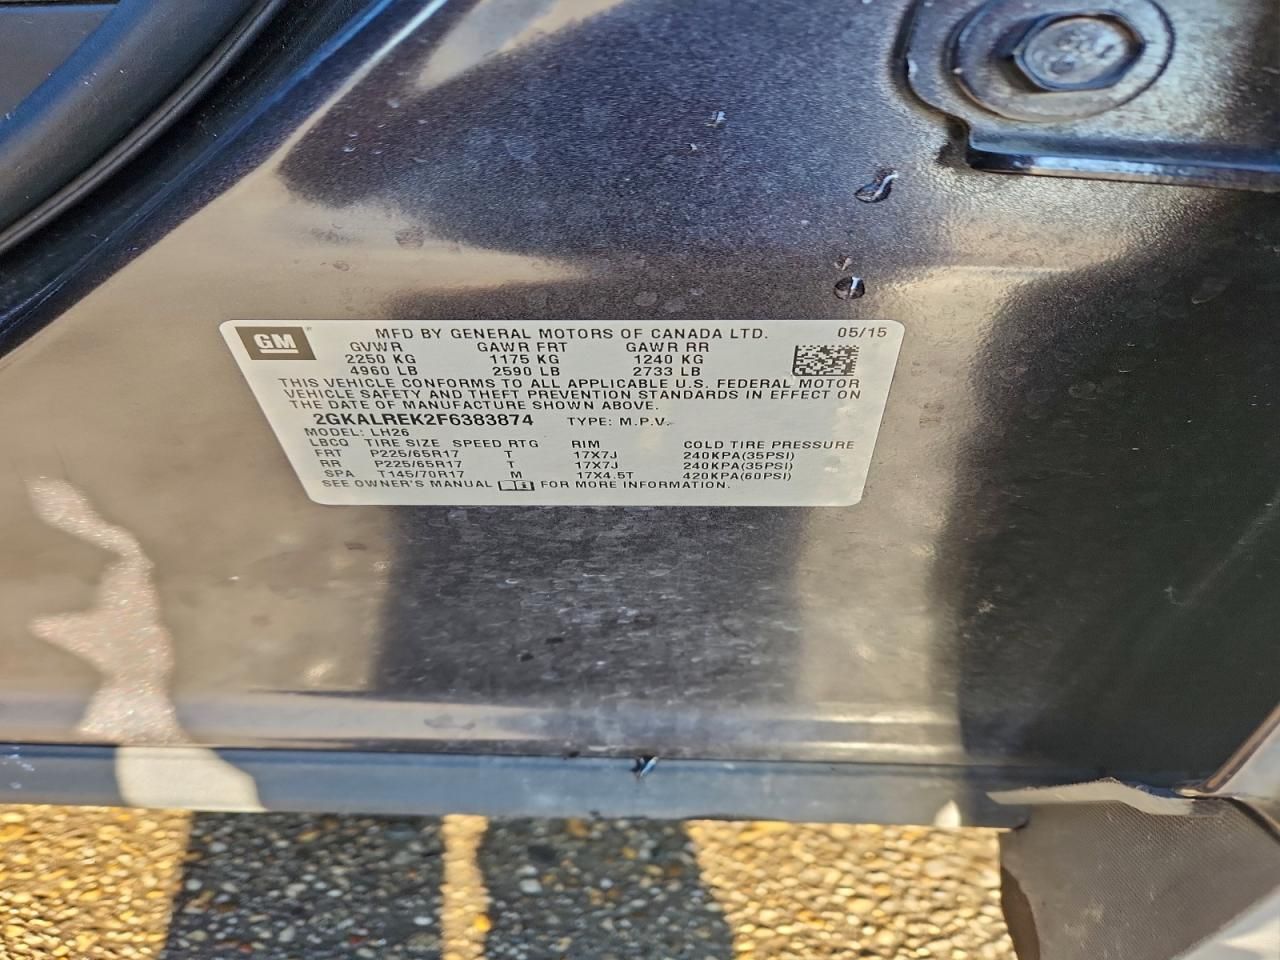 GM MFD BY GENERAL MOTORS OF CANADA LTD. 05/15
GVWR GAWR FRT GAWR RR
2250 KG 1175 KG 1240 KG
4960 LB 2590 LB 2733 LB
THIS VEHICLE CONFORMS TO ALL APPLICABLE U.S. FEDERAL MOTOR
VEHICLE SAFETY AND THEFT PREVENTION STANDARDS IN EFFECT ON
THE DATE OF MANUFACTURE SHOWN ABOVE.
2GKALREK2F6383874 TYPE: M.P.V.
MODEL: LH26
LBCQ TIRE SIZE SPEED RTG RIM COLD TIRE PRESSURE
FRT P225/65R17 T 17X7J 240KPA(35PSI)
RR P225/65R17 T 17X7J 240KPA(35PSI)
SPA T145/70R17 M 17X4.5T 420KPA(60PSI)
SEE OWNER'S MANUAL FOR MORE INFORMATION.